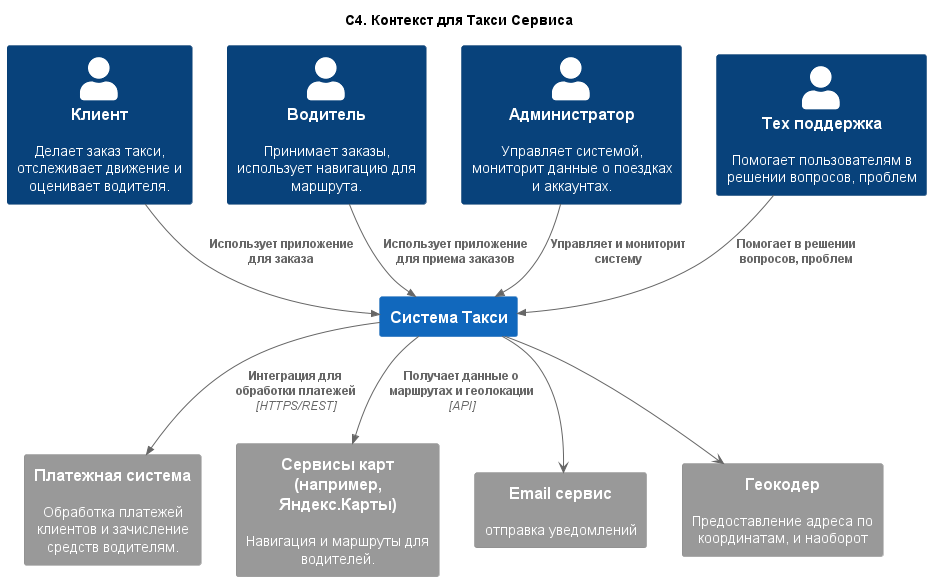 С4. Контекст для Такси Сервиса
Клиент
Делает заказ такси,
отслеживает движение и
оценивает водителя.
Водитель
Принимает заказы,
использует навигацию для
маршрута.
Администратор
Управляет системой,
мониторит данные о поездках
и аккаунтах.
Тех поддержка
Помогает пользователям в
решении вопросов, проблем
Использует приложение
для заказа
Использует приложение
для приема заказов
Управляет и мониторит
систему
Помогает в решении
вопросов, проблем
Система Такси
Интеграция для
обработки платежей
[HTTPS/REST]
Получает данные о
маршрутах и геолокации
[API]
Платежная система
Обработка платежей
клиентов и зачисление
средств водителям.
Сервисы карт
(например,
Яндекс.Карты)
Навигация и маршруты для
водителей.
Email сервис
отправка уведомлений
Геокодер
Предоставление адреса по
координатам, и наоборот